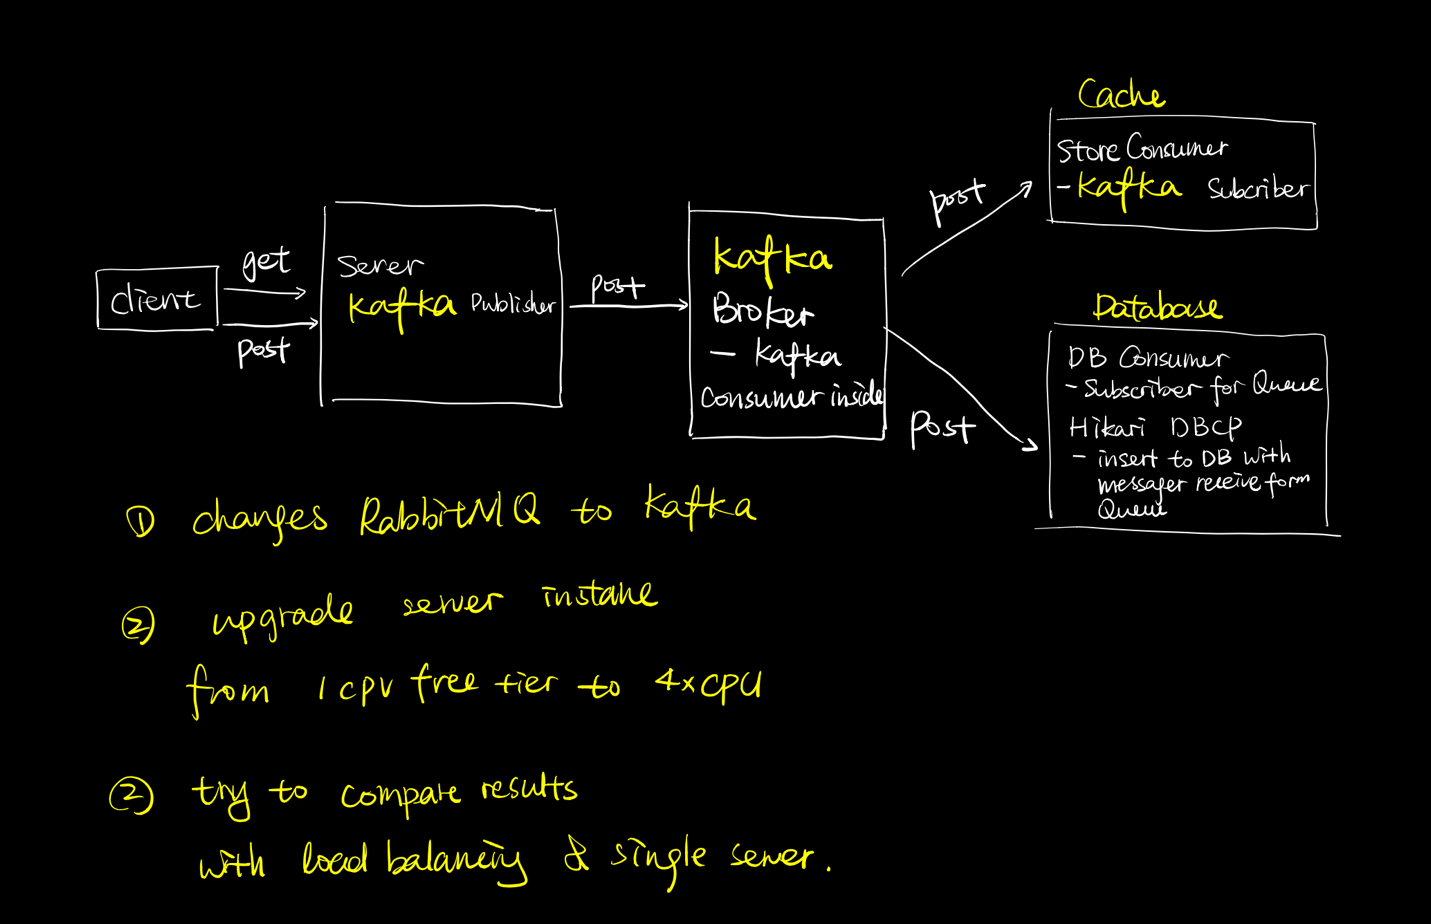 client
get
post
Serer
Kafka Publisher
post
Kafka
Broker
- Kafka
Consumer inside
post
post
Cache
Store Consumer
- Kafka Subcriber
Database
DB Consumer
- Subscriber for Queue
Hikari DBCP
- insert to DB with
messager receive form
Queue
① changes RabbitMQ to Kafka
② upgrade server instane
from 1 cpu free tier to 4xCPU
② try to compare results
with load balancing & single server.